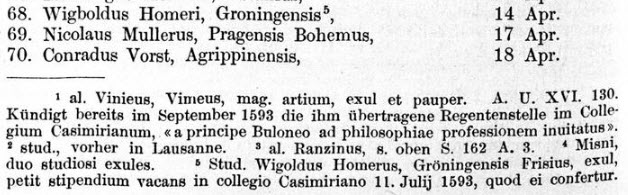 68. Wigboldus Homeri, Groningensis⁵, 14 Apr.
69. Nicolaus Mullerus, Pragensis Bohemus, 17 Apr.
70. Conradus Vorst, Agrippinensis, 18 Apr.
¹ al. Vinieus, Vimeus, mag. artium, exul et pauper. A. U. XVI. 130.
Kündigt bereits im September 1593 die ihm übertragene Regentenstelle im Colle-
gium Casimirianum, «a principe Buloneo ad philosophiae professionem inuitatus».
² stud., vorher in Lausanne. ³ al. Ranzinus, s. oben S. 162 A. 3. ⁴ Misni,
duo studiosi exules. ⁵ Stud. Wigoldus Homerus, Gröningensis Frisius, exul,
petit stipendium vacans in collegio Casimiriano 11. Julij 1593, quod ei confertur.